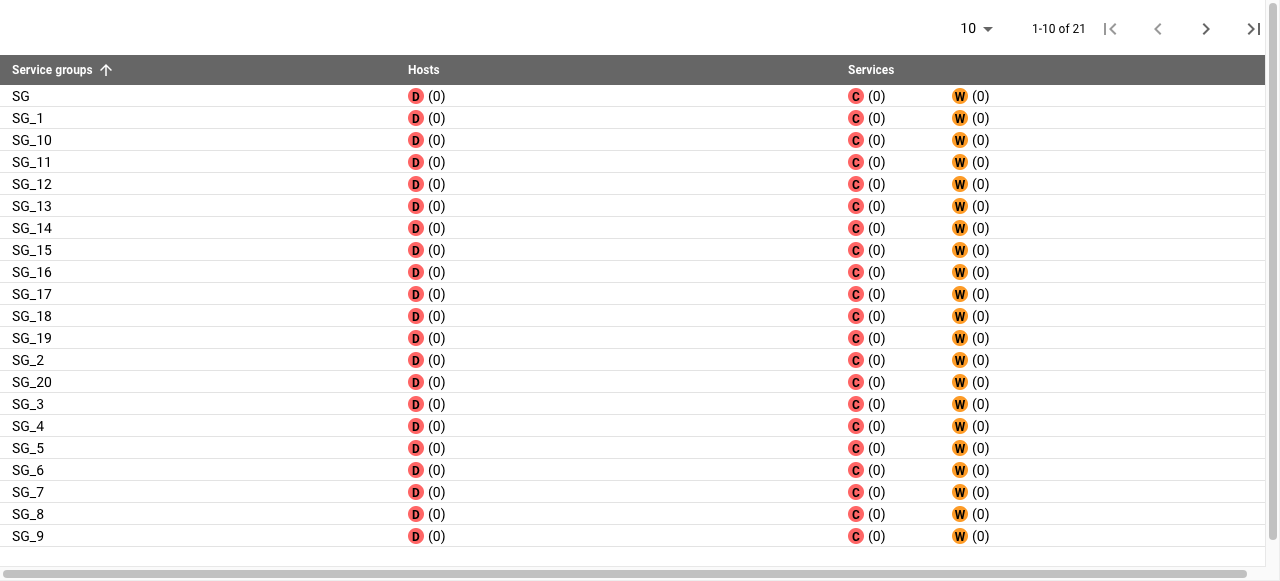 10 1-10 of 21
Service groups Hosts Services
SG D (0) C (0) W (0)
SG_1 D (0) C (0) W (0)
SG_10 D (0) C (0) W (0)
SG_11 D (0) C (0) W (0)
SG_12 D (0) C (0) W (0)
SG_13 D (0) C (0) W (0)
SG_14 D (0) C (0) W (0)
SG_15 D (0) C (0) W (0)
SG_16 D (0) C (0) W (0)
SG_17 D (0) C (0) W (0)
SG_18 D (0) C (0) W (0)
SG_19 D (0) C (0) W (0)
SG_2 D (0) C (0) W (0)
SG_20 D (0) C (0) W (0)
SG_3 D (0) C (0) W (0)
SG_4 D (0) C (0) W (0)
SG_5 D (0) C (0) W (0)
SG_6 D (0) C (0) W (0)
SG_7 D (0) C (0) W (0)
SG_8 D (0) C (0) W (0)
SG_9 D (0) C (0) W (0)